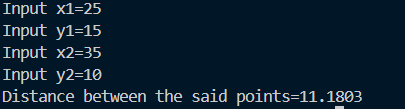 Input x1=25
Input y1=15
Input x2=35
Input y2=10
Distance between the said points=11.1803